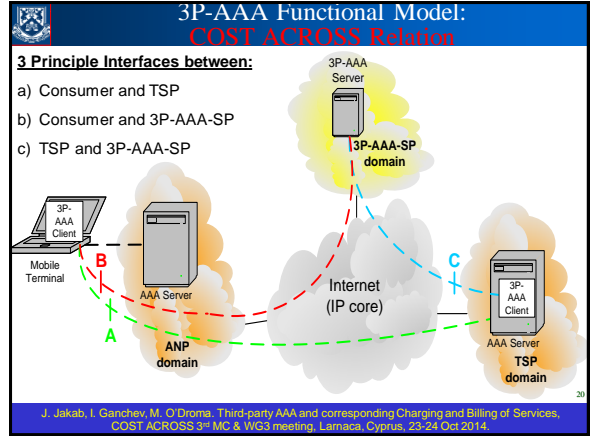 3P-AAA Functional Model:
COST ACROSS Relation
3 Principle Interfaces between:
a) Consumer and TSP
b) Consumer and 3P-AAA-SP
c) TSP and 3P-AAA-SP
3P-AAA
Server
3P-AAA-SP
domain
3P-
AAA
Client
Mobile
Terminal
B
A
AAA Server
ANP
domain
Internet
(IP core)
C
3P-
AAA
Client
AAA Server
TSP
domain
20
J. Jakab, I. Ganchev, M. O'Droma. Third-party AAA and corresponding Charging and Billing of Services,
COST ACROSS 3rd MC & WG3 meeting, Larnaca, Cyprus, 23-24 Oct 2014.